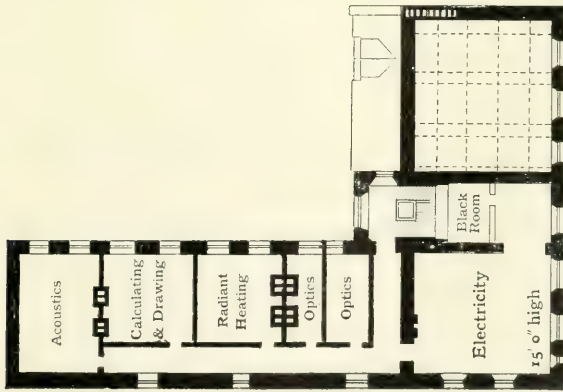 Acoustics
Calculating
& Drawing
Radiant
Heating
Optics
Optics
Black
Room
Electricity
15' 0" high